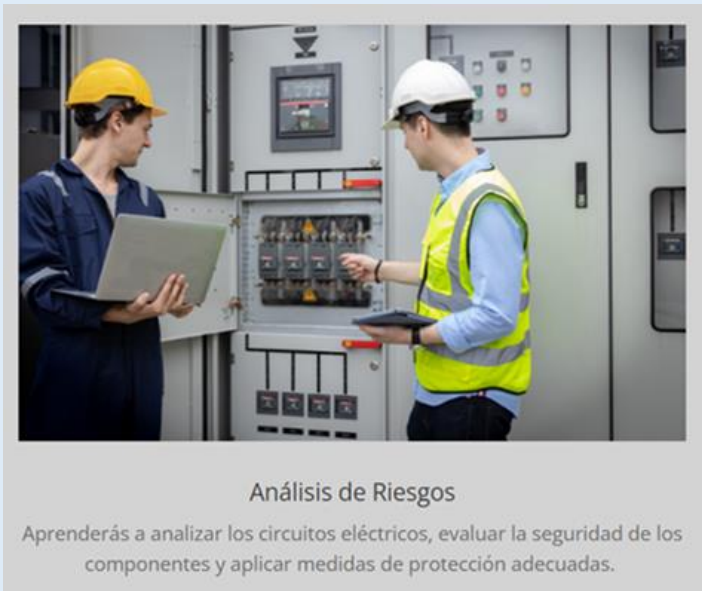 Análisis de Riesgos
Aprenderás a analizar los circuitos eléctricos, evaluar la seguridad de los
componentes y aplicar medidas de protección adecuadas.